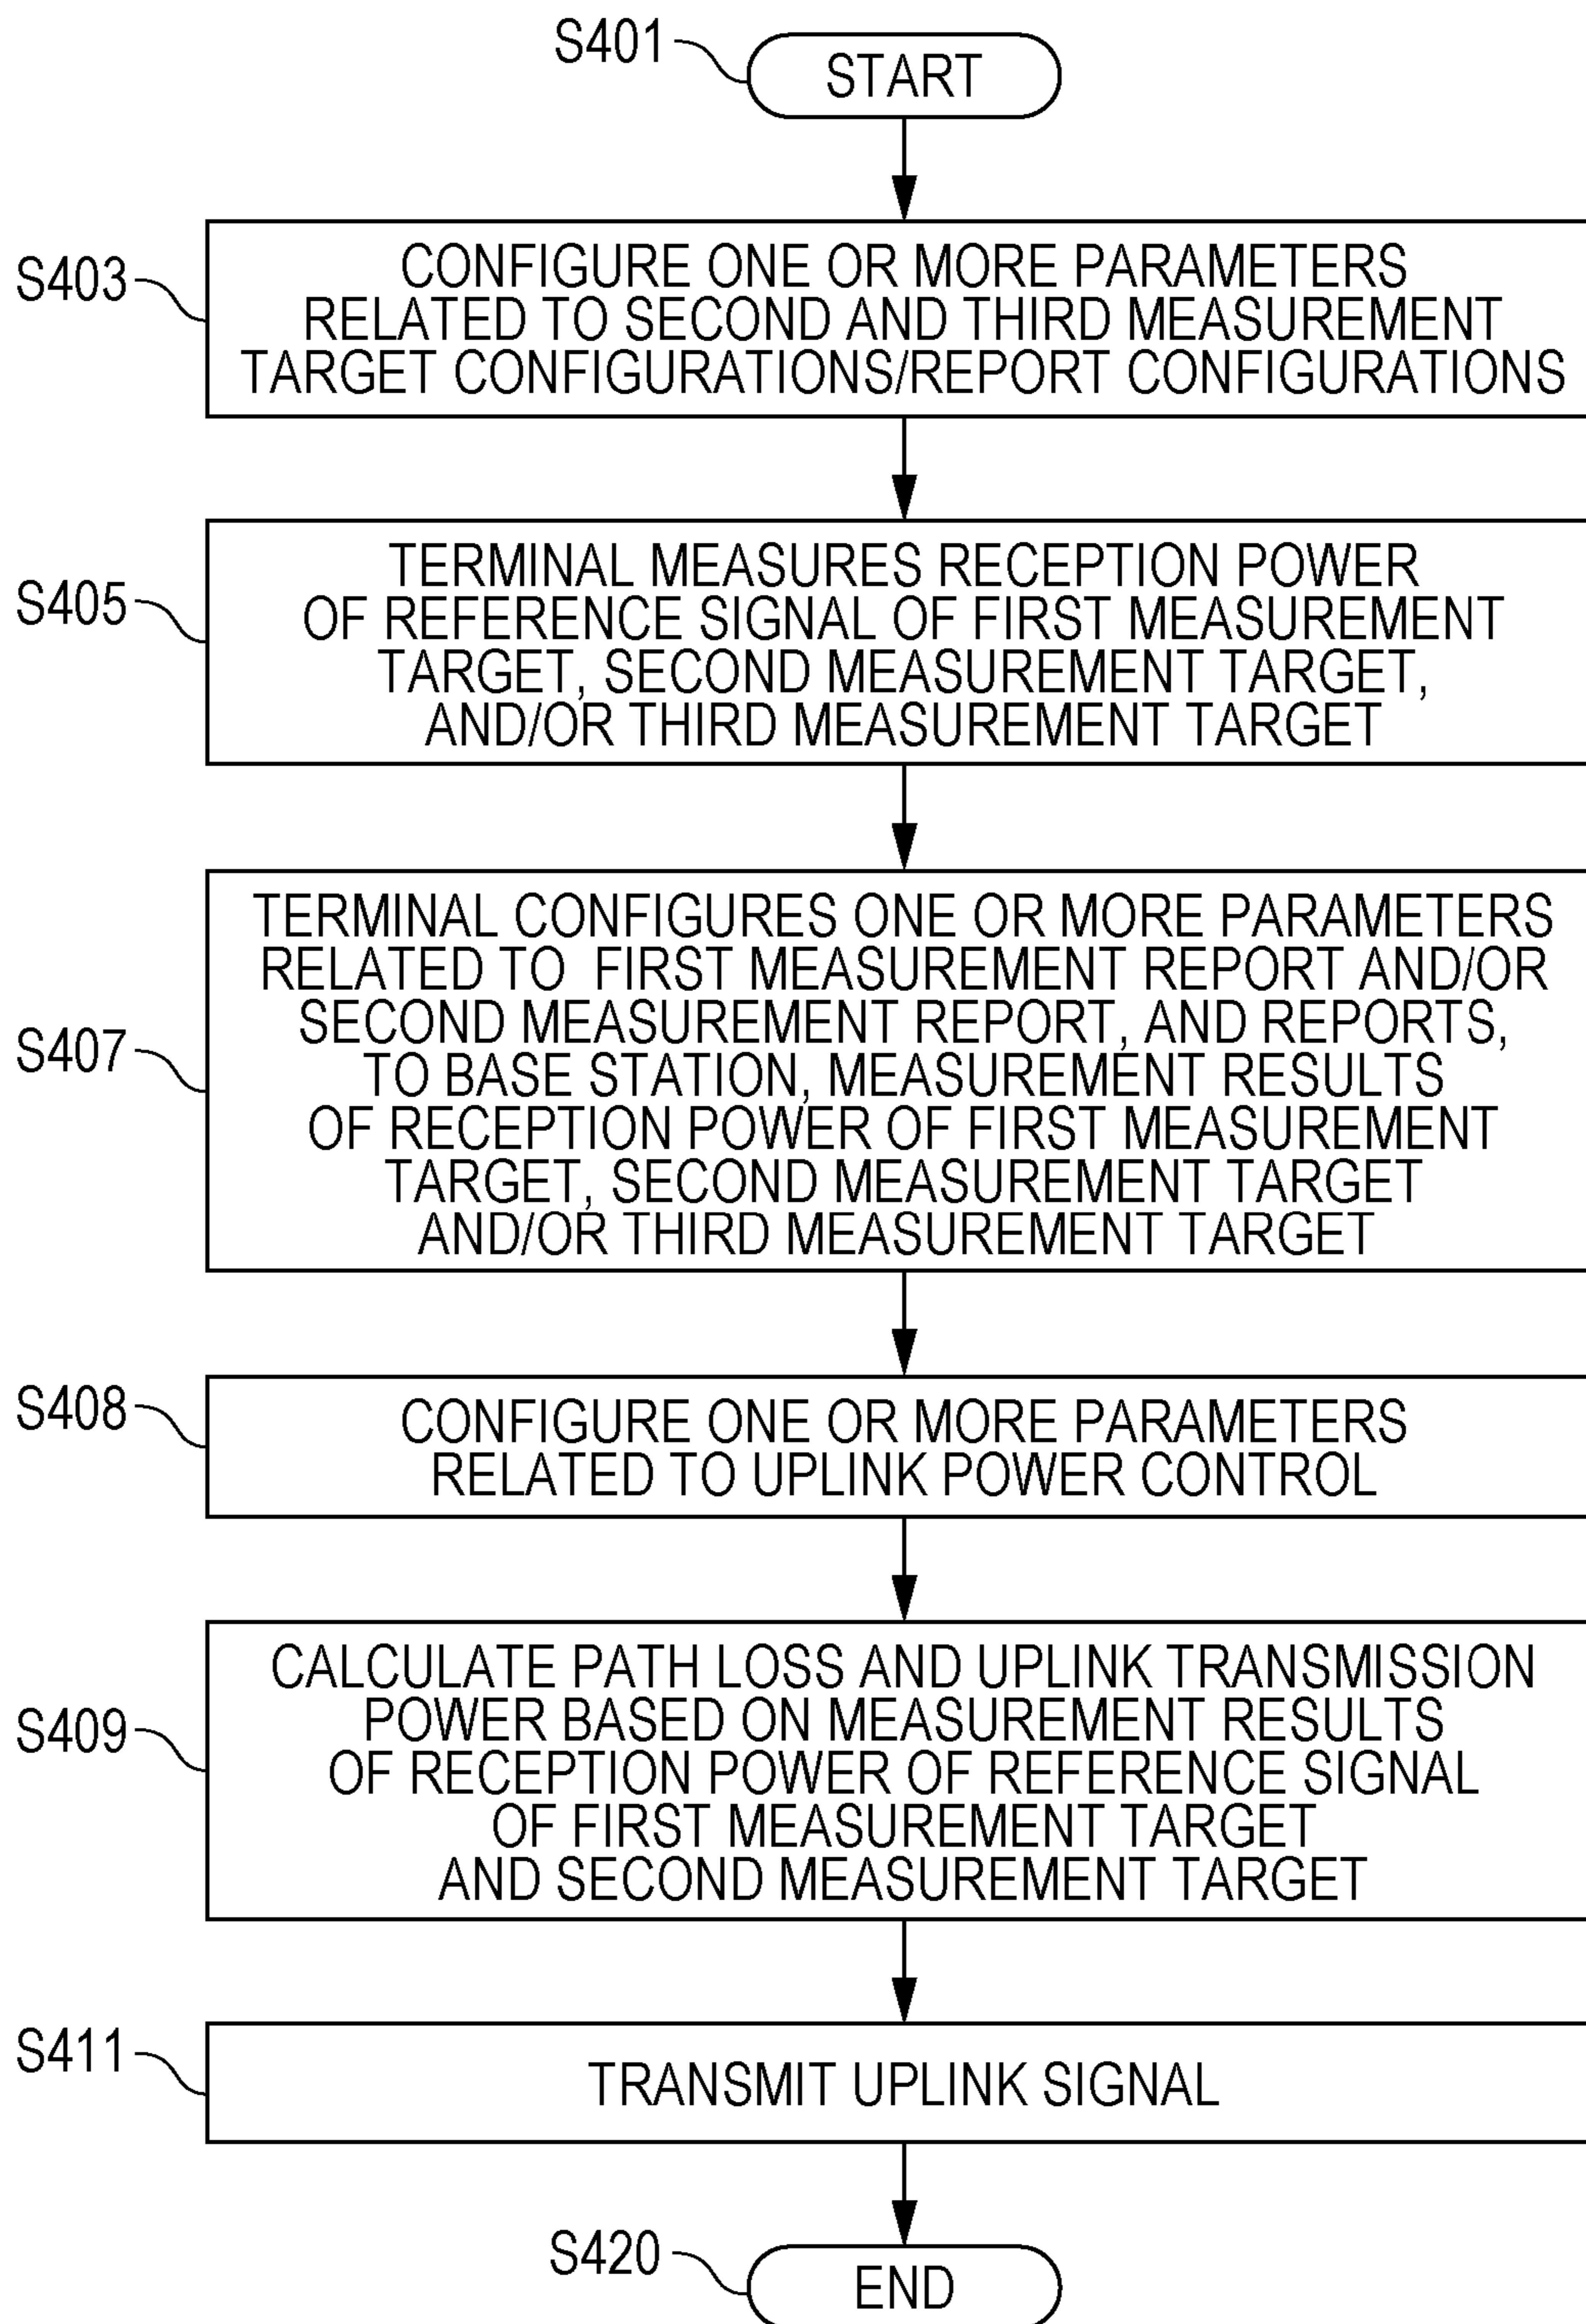 S401
START
S403
CONFIGURE ONE OR MORE PARAMETERS
RELATED TO SECOND AND THIRD MEASUREMENT
TARGET CONFIGURATIONS/REPORT CONFIGURATIONS
S405
TERMINAL MEASURES RECEPTION POWER
OF REFERENCE SIGNAL OF FIRST MEASUREMENT
TARGET, SECOND MEASUREMENT TARGET,
AND/OR THIRD MEASUREMENT TARGET
S407
TERMINAL CONFIGURES ONE OR MORE PARAMETERS
RELATED TO FIRST MEASUREMENT REPORT AND/OR
SECOND MEASUREMENT REPORT, AND REPORTS,
TO BASE STATION, MEASUREMENT RESULTS
OF RECEPTION POWER OF FIRST MEASUREMENT
TARGET, SECOND MEASUREMENT TARGET
AND/OR THIRD MEASUREMENT TARGET
S408
CONFIGURE ONE OR MORE PARAMETERS
RELATED TO UPLINK POWER CONTROL
S409
CALCULATE PATH LOSS AND UPLINK TRANSMISSION
POWER BASED ON MEASUREMENT RESULTS
OF RECEPTION POWER OF REFERENCE SIGNAL
OF FIRST MEASUREMENT TARGET
AND SECOND MEASUREMENT TARGET
S411
TRANSMIT UPLINK SIGNAL
S420
END